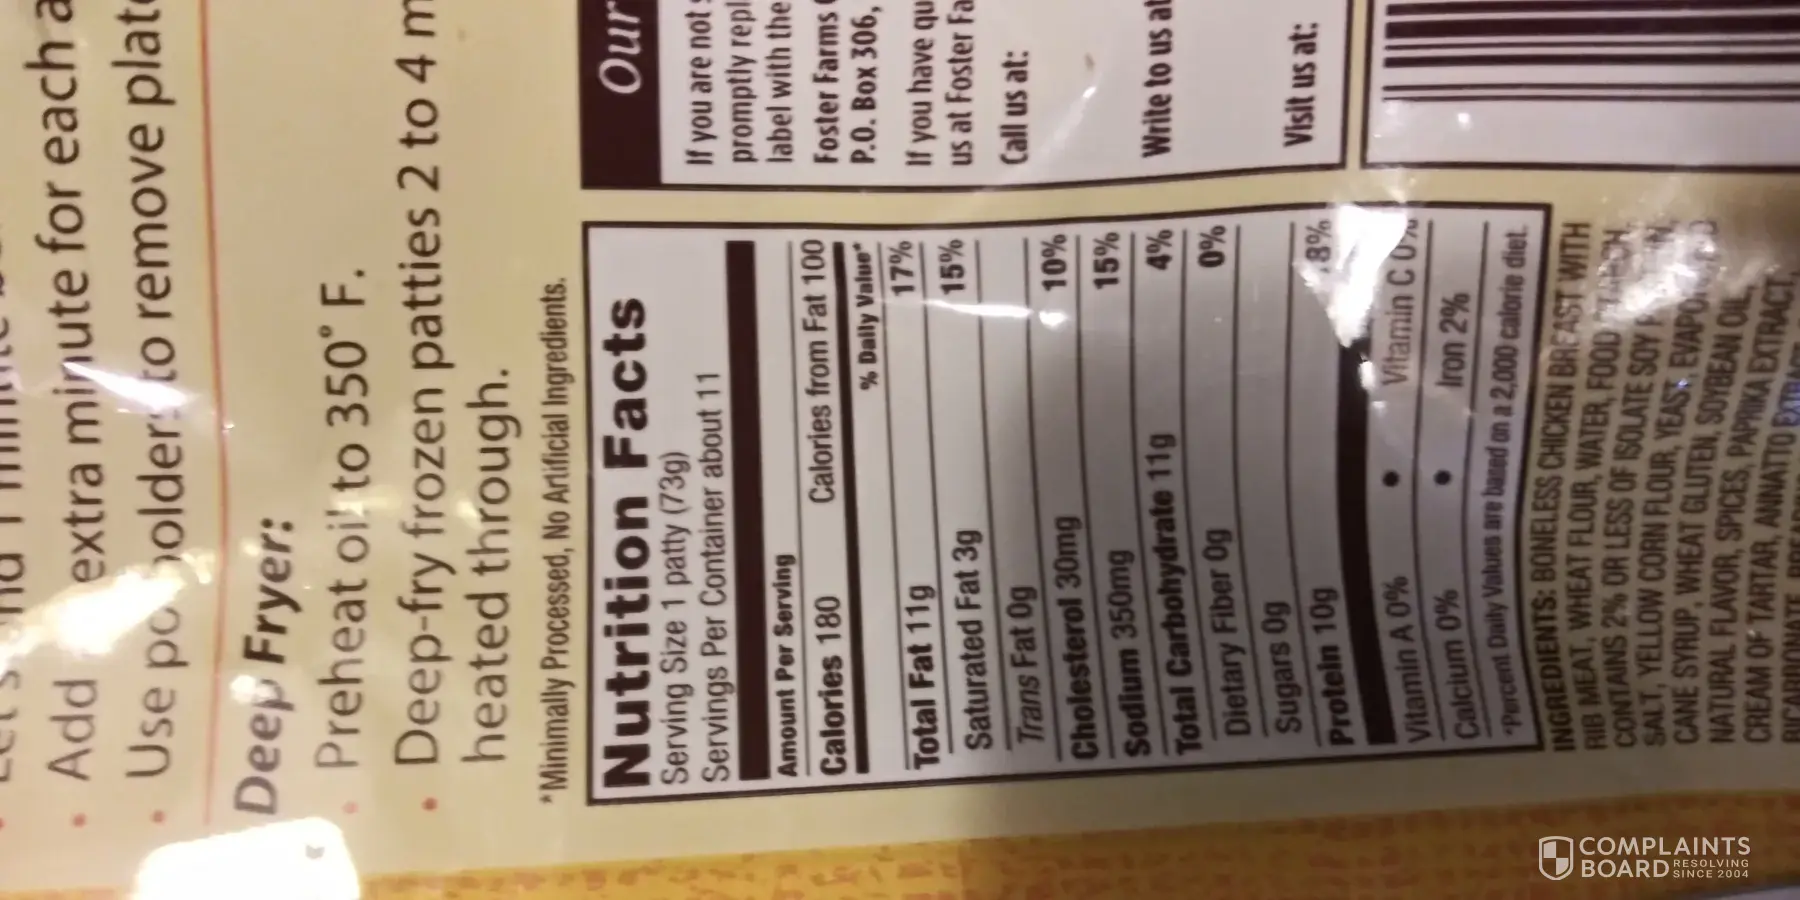 Add extra minute for each a
Use po holders to remove plate
Deep Fryer:
Preheat oil to 350° F.
Deep-fry frozen patties 2 to 4 m
heated through.
*Minimally Processed, No Artificial Ingredients.
Our
If you are not s
promptly repl
label with the
Foster Farms C
P.O. Box 306,
If you have qu
us at Foster Fa
Call us at:
Write to us at
Visit us at:
Nutrition Facts
Serving Size 1 patty (73g)
Servings Per Container about 11
Amount Per Serving
Calories 180 Calories from Fat 100
% Daily Value*
Total Fat 11g 17%
Saturated Fat 3g 15%
Trans Fat 0g
Cholesterol 30mg 10%
Sodium 350mg 15%
Total Carbohydrate 11g 4%
Dietary Fiber 0g 0%
Sugars 0g
Protein 10g 8%
Vitamin A 0% • Vitamin C 0%
Calcium 0% • Iron 2%
*Percent Daily Values are based on a 2,000 calorie diet.
INGREDIENTS: BONELESS CHICKEN BREAST WITH
RIB MEAT, WHEAT FLOUR, WATER, FOOD STARCH,
CONTAINS 2% OR LESS OF ISOLATE SOY
SALT, YELLOW CORN FLOUR, YEAST, EVAPORATED
CANE SYRUP, WHEAT GLUTEN, SOYBEAN OIL,
NATURAL FLAVOR, SPICES, PAPRIKA EXTRACT,
CREAM OF TARTAR, ANNATTO EXTRACT
COMPLAINTS
BOARD RESOLVING
SINCE 2004